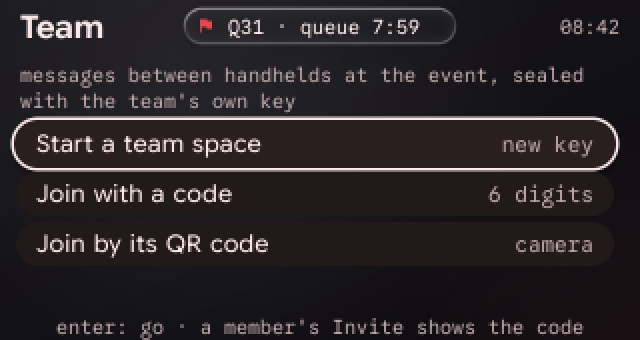 Team
Q31 · queue 7:59
08:42
messages between handhelds at the event, sealed
with the team's own key
Start a team space
new key
Join with a code
6 digits
Join by its QR code
camera
enter: go · a member's Invite shows the code